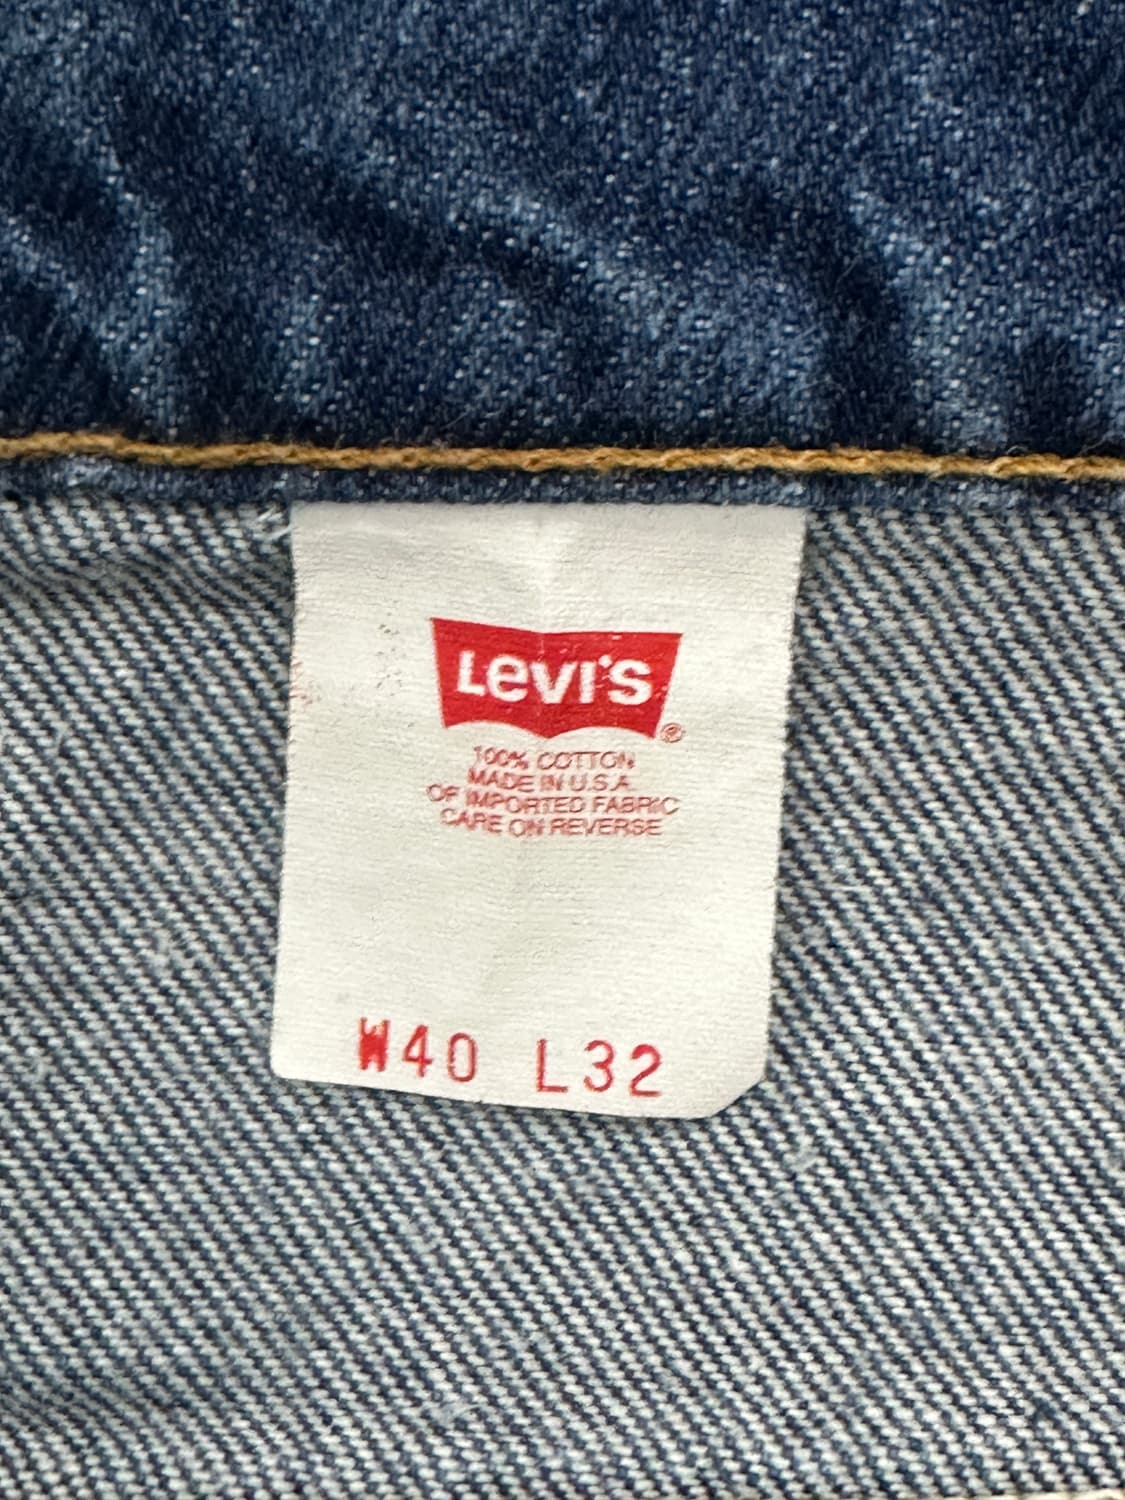 Levi's
®
100% COTTON
MADE IN U.S.A.
OF IMPORTED FABRIC
CARE ON REVERSE
W40 L32